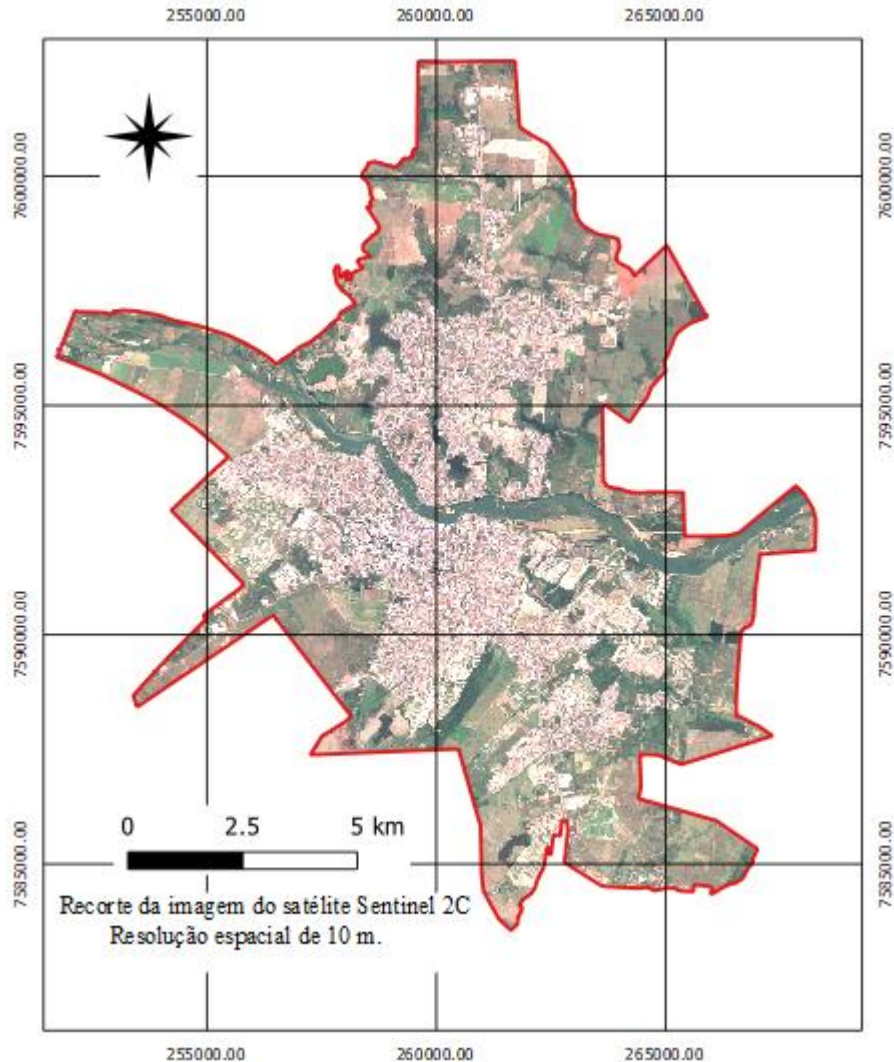 255000.00 260000.00 265000.00
7600000.00 7600000.00
7595000.00 7595000.00
7590000.00 7590000.00
7585000.00 7585000.00
0 2.5 5 km
Recorte da imagem do satélite Sentinel 2C
Resolução espacial de 10 m.
255000.00 260000.00 265000.00